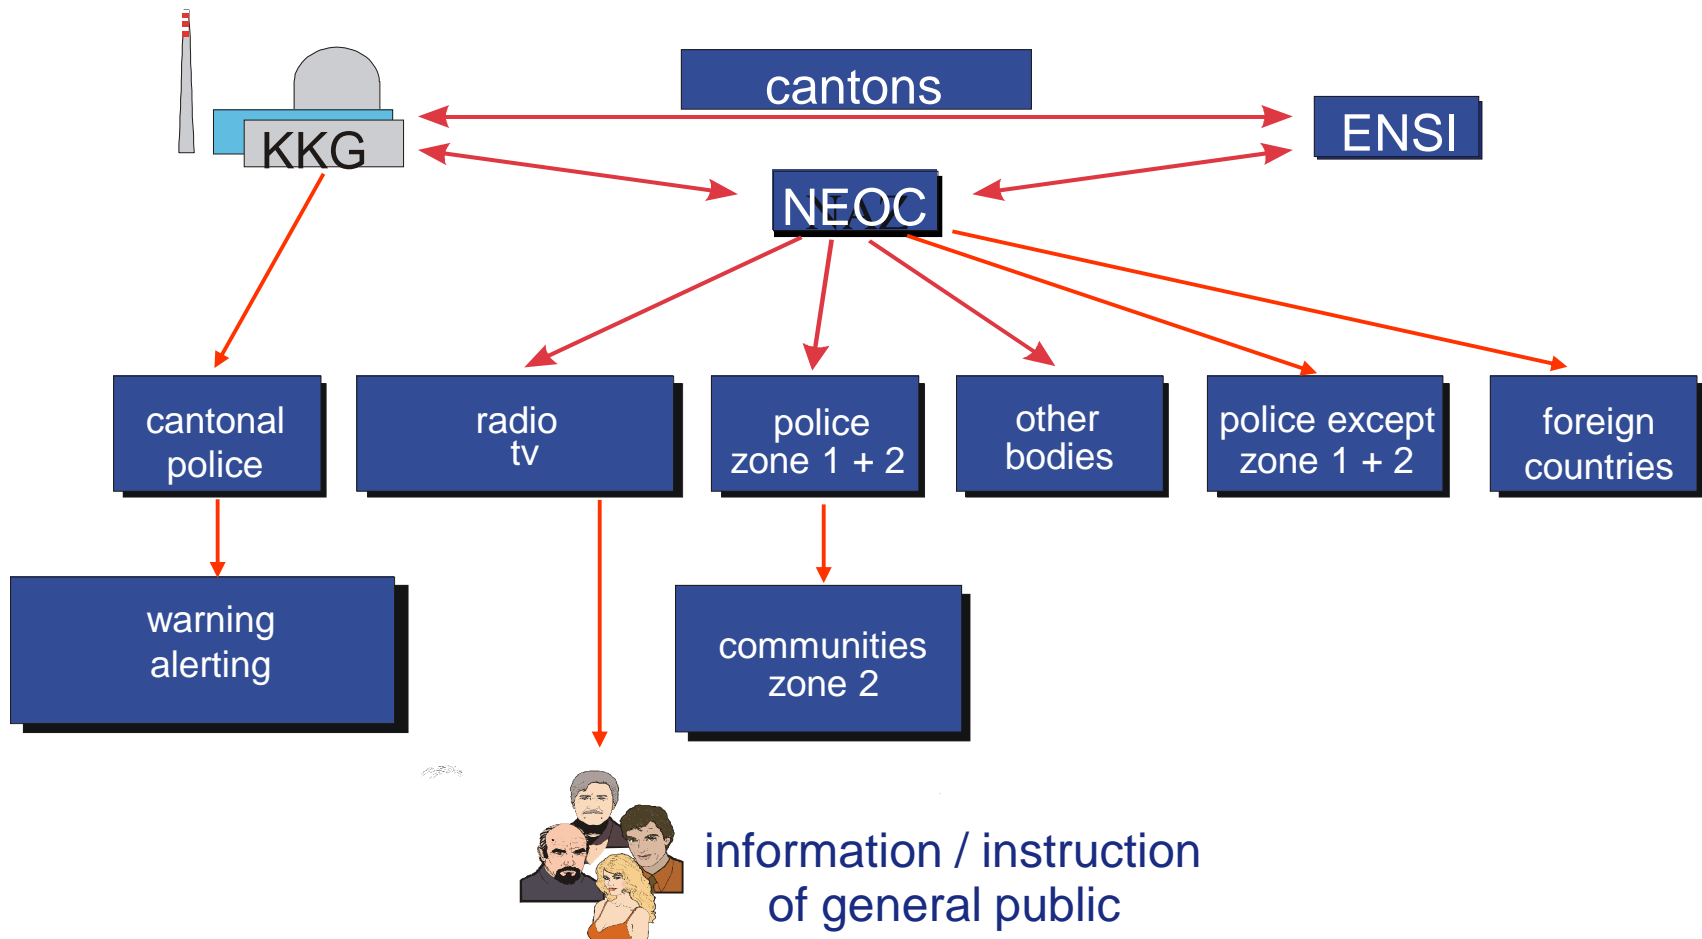 cantons
KKG
ENSI
NEOC
NAZ
cantonal
police
radio
tv
police
zone 1 + 2
other
bodies
police except
zone 1 + 2
foreign
countries
warning
alerting
communities
zone 2
information / instruction
of general public